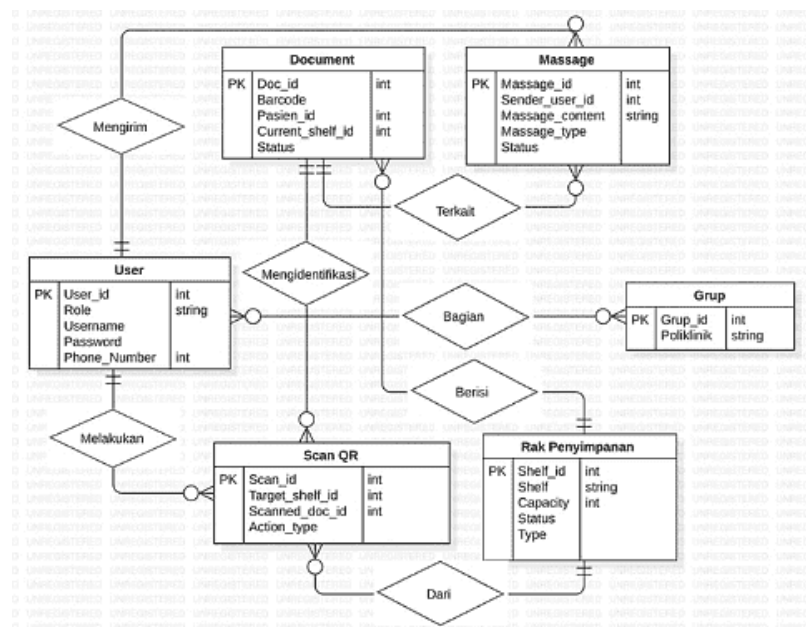 Document
PK Doc_id int
Barcode
Pasien_id int
Current_shelf_id int
Status
Massage
PK Massage_id int
Sender_user_id int
Massage_content string
Massage_type
Status
Mengirim
Terkait
Mengidentifikasi
User
PK User_id int
Role string
Username
Password
Phone_Number int
Bagian
Grup
PK Grup_id int
Poliklinik string
Berisi
Melakukan
Scan QR
PK Scan_id int
Target_shelf_id int
Scanned_doc_id int
Action_type
Rak Penyimpanan
PK Shelf_id int
Shelf string
Capacity int
Status
Type
Dari
UNREGISTERED